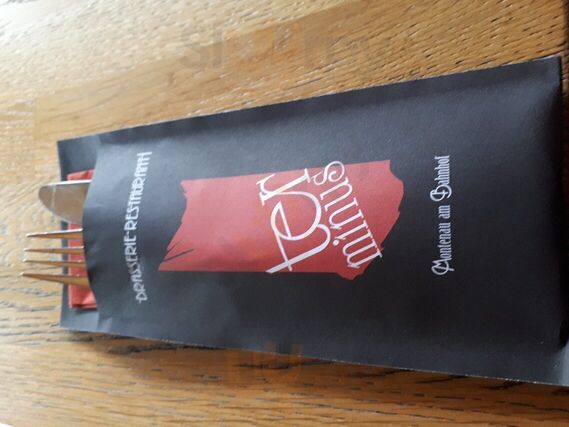 BRASSERIE-RESTAURANT
Ter
minus
Montenau am Bahnhof